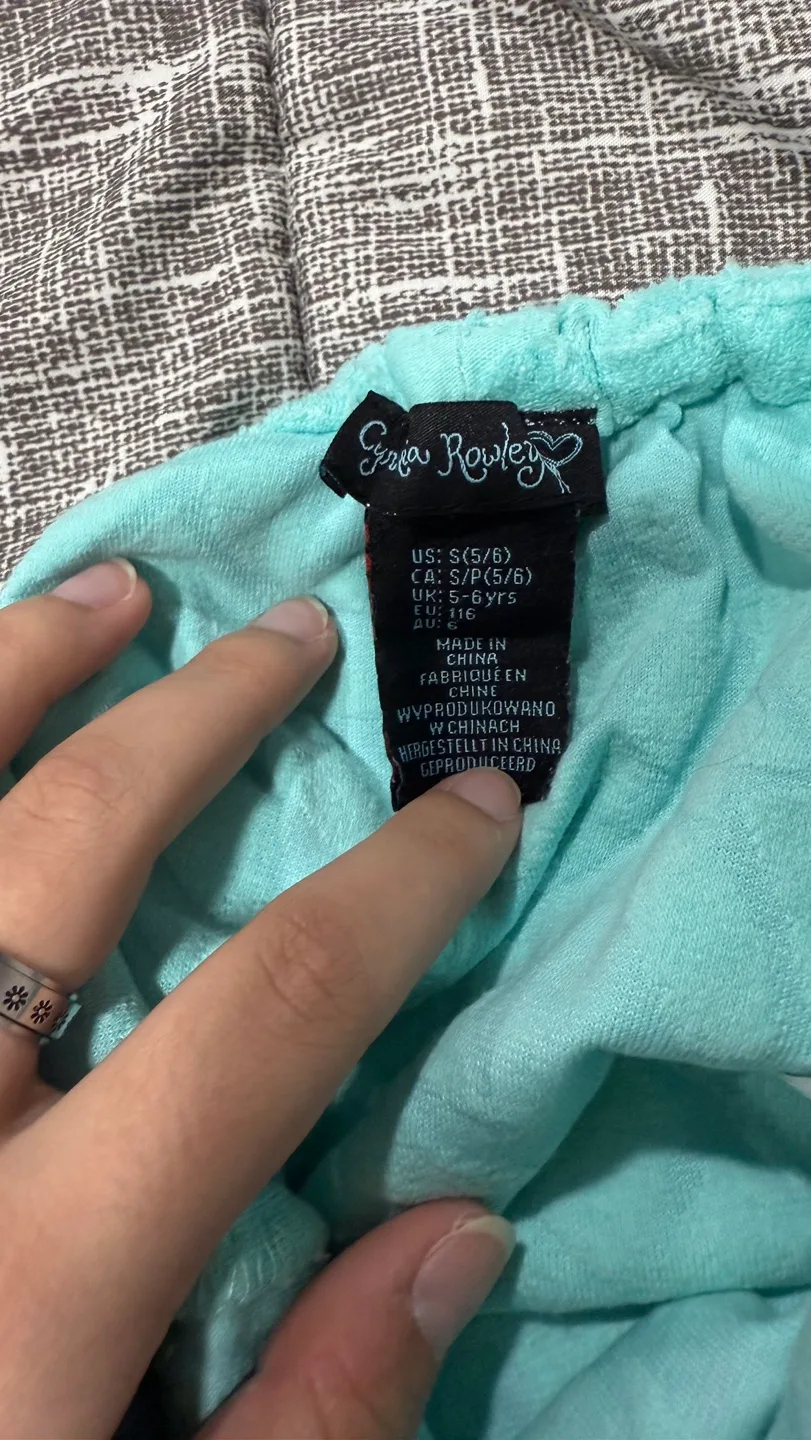 Cynthia Rowley
US: S(5/6)
CA: S/P(5/6)
UK: 5-6yrs
EU: 116
AU: 6
MADE IN
CHINA
FABRIQUÉ EN
CHINE
WYPRODUKOWANO
W CHINACH
HERGESTELLT IN CHINA
GEPRODUCEERD